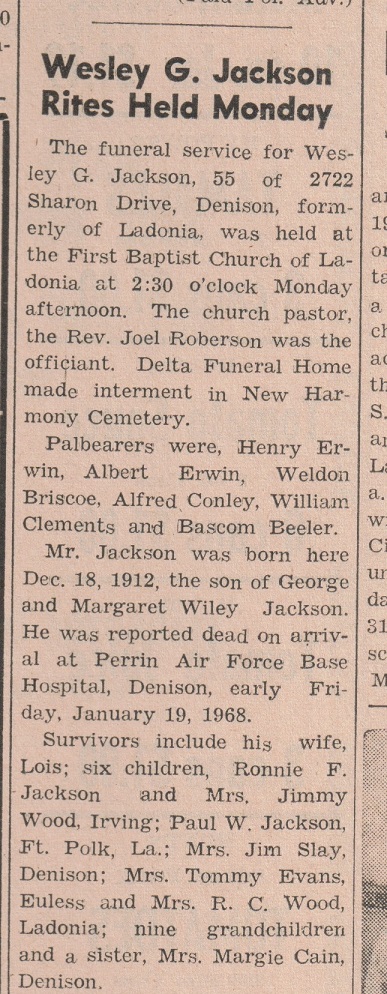 (Paid Pol. Adv.)
Wesley G. Jackson
Rites Held Monday
The funeral service for Wes-
ley G. Jackson, 55 of 2722
Sharon Drive, Denison, form-
erly of Ladonia, was held at
the First Baptist Church of La-
donia at 2:30 o'clock Monday
afternoon. The church pastor,
the Rev. Joel Roberson was the
officiant. Delta Funeral Home
made interment in New Har-
mony Cemetery.
Palbearers were, Henry Er-
win, Albert Erwin, Weldon
Briscoe, Alfred Conley, William
Clements and Bascom Beeler.
Mr. Jackson was born here
Dec. 18, 1912, the son of George
and Margaret Wiley Jackson.
He was reported dead on arriv-
al at Perrin Air Force Base
Hospital, Denison, early Fri-
day, January 19, 1968.
Survivors include his wife,
Lois; six children, Ronnie F.
Jackson and Mrs. Jimmy
Wood, Irving; Paul W. Jackson,
Ft. Polk, La.; Mrs. Jim Slay,
Denison; Mrs. Tommy Evans,
Euless and Mrs. R. C. Wood,
Ladonia; nine grandchildren
and a sister, Mrs. Margie Cain,
Denison.